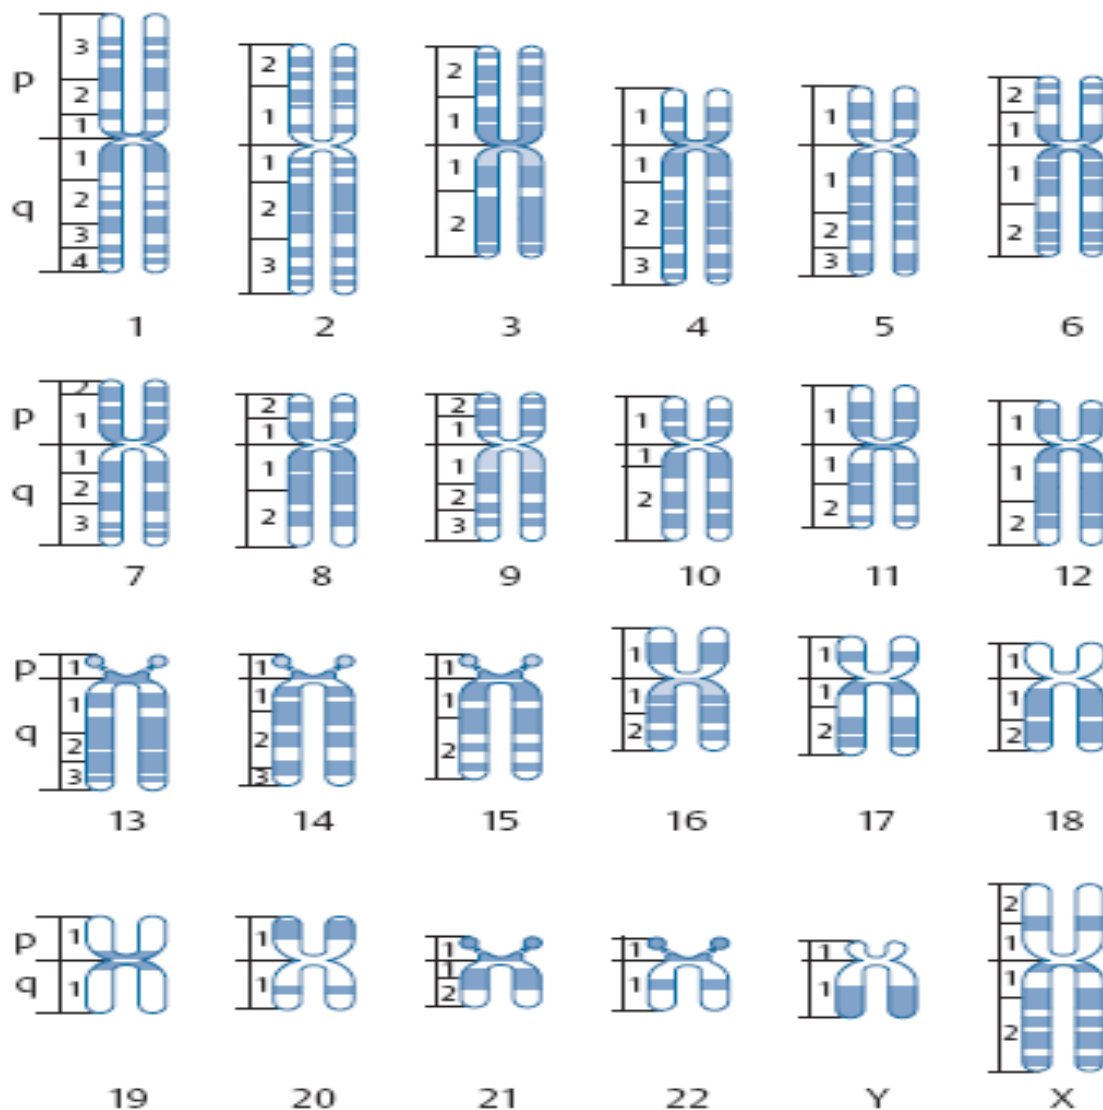 3 2 2 2
p 2 1 1 1 1 1
1
1 1 1 1 1 1
q 2 2 2 2 2 2
3 3 3 3
4
1 2 3 4 5 6
2 2 2
p 1 1 1 1 1 1
1 1 1 1 1 1
q 2 2 2 2 2 2
3 3
7 8 9 10 11 12
p 1 1 1 1 1 1
1 1 1 1 1 1
q 2 2 2 2 2 2
3 3
13 14 15 16 17 18
2
p 1 1 1 1 1 1
q 1 1 1 1 1 1
2 2
19 20 21 22 Y X